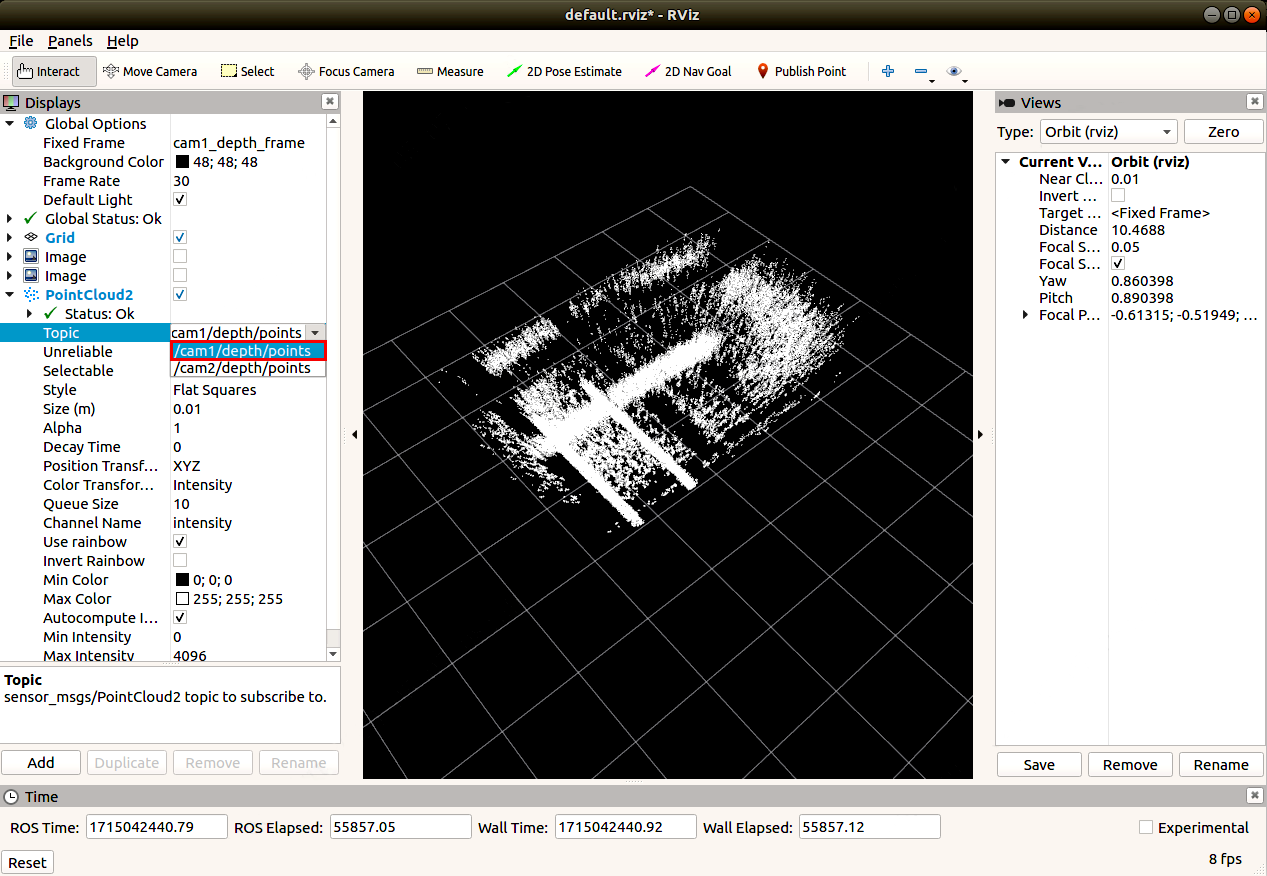 default.rviz* - RViz
File Panels Help
Interact Move Camera Select Focus Camera Measure 2D Pose Estimate 2D Nav Goal Publish Point
Displays
Global Options
Fixed Frame cam1_depth_frame
Background Color 48; 48; 48
Frame Rate 30
Default Light
Global Status: Ok
Grid
Image
Image
PointCloud2
Status: Ok
Topic cam1/depth/points
/cam1/depth/points
/cam2/depth/points
Unreliable
Selectable
Style Flat Squares
Size (m) 0.01
Alpha 1
Decay Time 0
Position Transf... XYZ
Color Transfor... Intensity
Queue Size 10
Channel Name intensity
Use rainbow
Invert Rainbow
Min Color 0; 0; 0
Max Color 255; 255; 255
Autocompute I...
Min Intensity 0
Max Intensity 4096
Topic
sensor_msgs/PointCloud2 topic to subscribe to.
Add Duplicate Remove Rename
Views
Type: Orbit (rviz) Zero
Current V... Orbit (rviz)
Near Cl... 0.01
Invert ...
Target ... <Fixed Frame>
Distance 10.4688
Focal S... 0.05
Focal S...
Yaw 0.860398
Pitch 0.890398
Focal P... -0.61315; -0.51949; ...
Save Remove Rename
Time
ROS Time: 1715042440.79 ROS Elapsed: 55857.05 Wall Time: 1715042440.92 Wall Elapsed: 55857.12 Experimental
Reset 8 fps